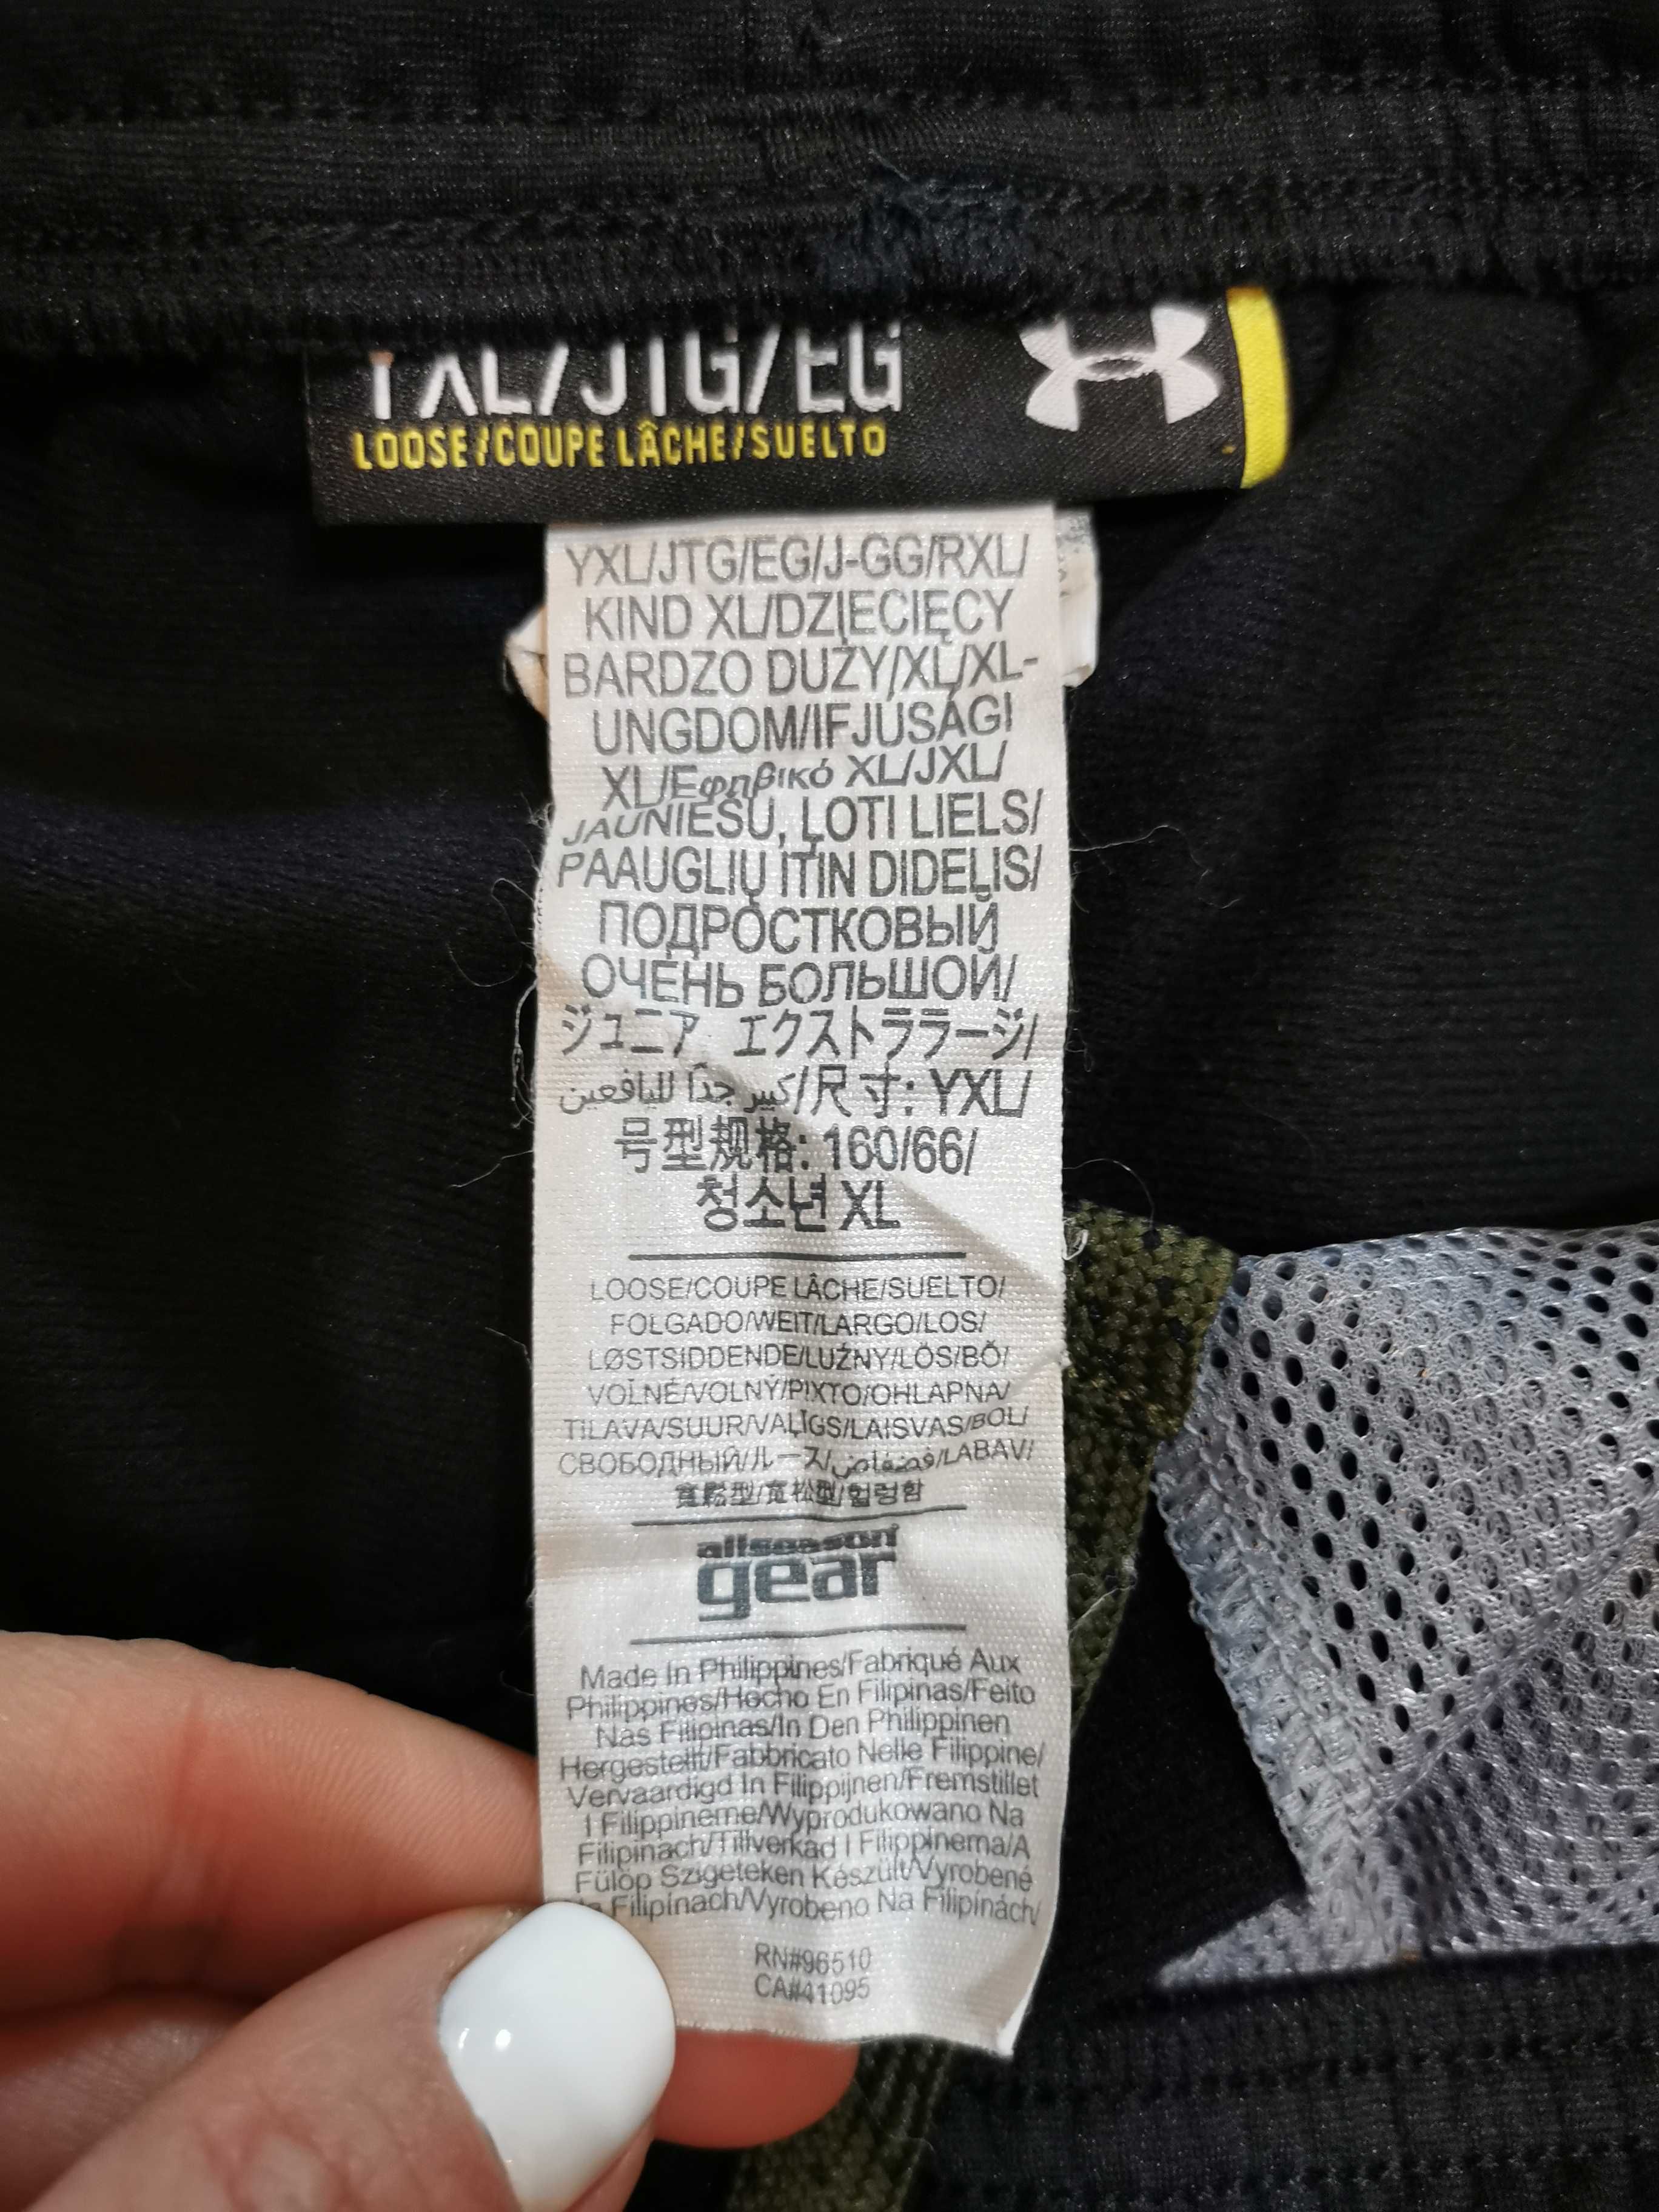 YXL/JTG/EG
LOOSE/COUPE LÂCHE/SUELTO
YXL/JTG/EG/J-GG/RXL/
KIND XL/DZIĘCIĘCY
BARDZO DUŻY/XL/XL-
UNGDOM/IFJÚSÁGI
XL/Εφηβικό XL/JXL/
JAUNIEŠU, ĻOTI LIELS/
PAAUGLIŲ ITIN DIDELIS/
ПОДРОСТКОВЫЙ
ОЧЕНЬ БОЛЬШОЙ/
ジュニア エクストララージ/
كبير جدًا لليافعين/尺寸: YXL/
号型规格: 160/66/
청소년 XL
LOOSE/COUPE LÂCHE/SUELTO/
FOLGADO/WEIT/LARGO/LOS/
LØSTSIDDENDE/LUŹNY/LÖS/BŐ/
VOĽNÉ/VOLNÝ/PIXTO/OHLAPNA/
TILAVA/SUUR/VAĻĪGS/LAISVAS/BOL/
СВОБОДНЫЙ/ルース/فضفاض/LABAV/
寬鬆型/宽松型/헐렁함
allseason
gear
Made In Philippines/Fabriqué Aux
Philippines/Hecho En Filipinas/Feito
Nas Filipinas/In Den Philippinen
Hergestellt/Fabbricato Nelle Filippine/
Vervaardigd In Filippijnen/Fremstillet
I Filippinerne/Wyprodukowano Na
Filipinach/Tillverkad I Filippinerna/A
Fülöp Szigeteken Készült/Vyrobené
Filipínach/Vyrobeno Na Filipínách/
RN#96510
CA#41095